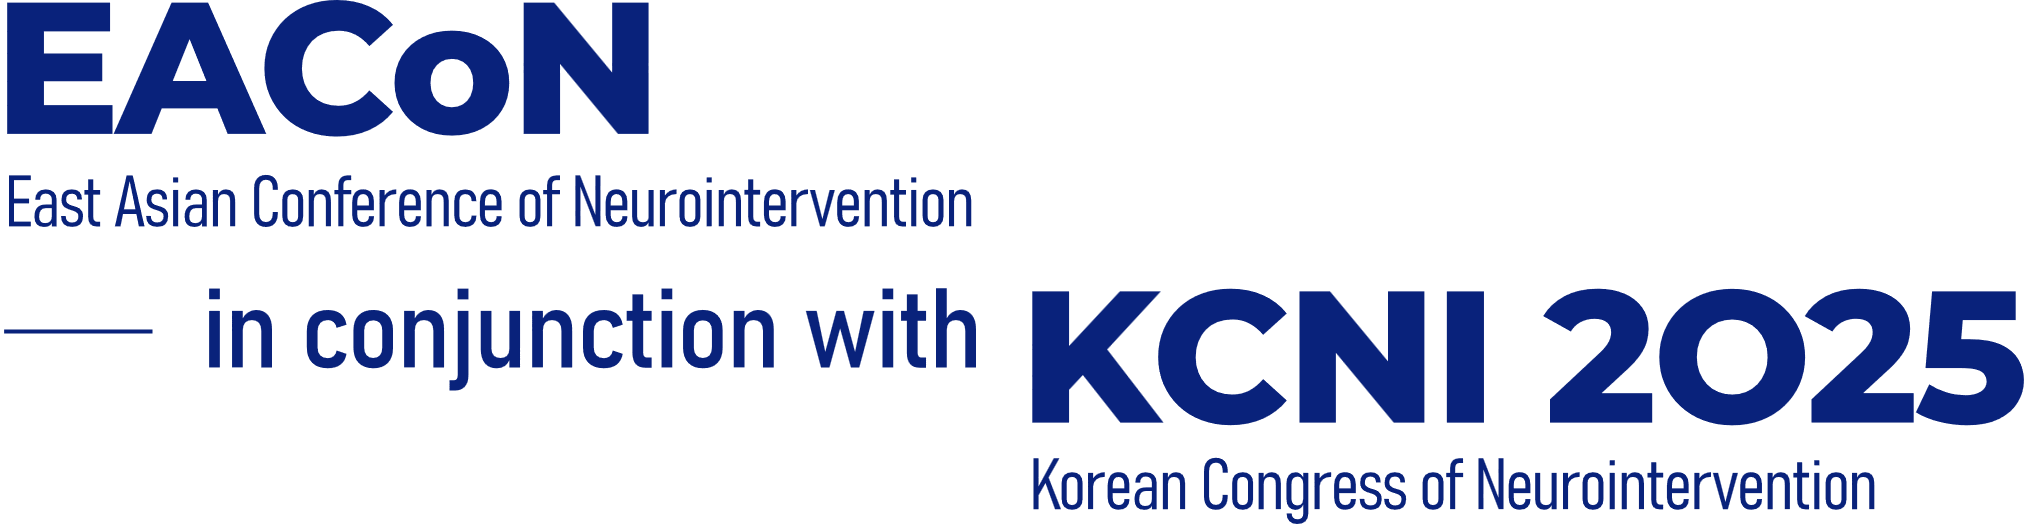 EACoN
East Asian Conference of Neurointervention
in conjunction with
KCNI 2025
Korean Congress of Neurointervention